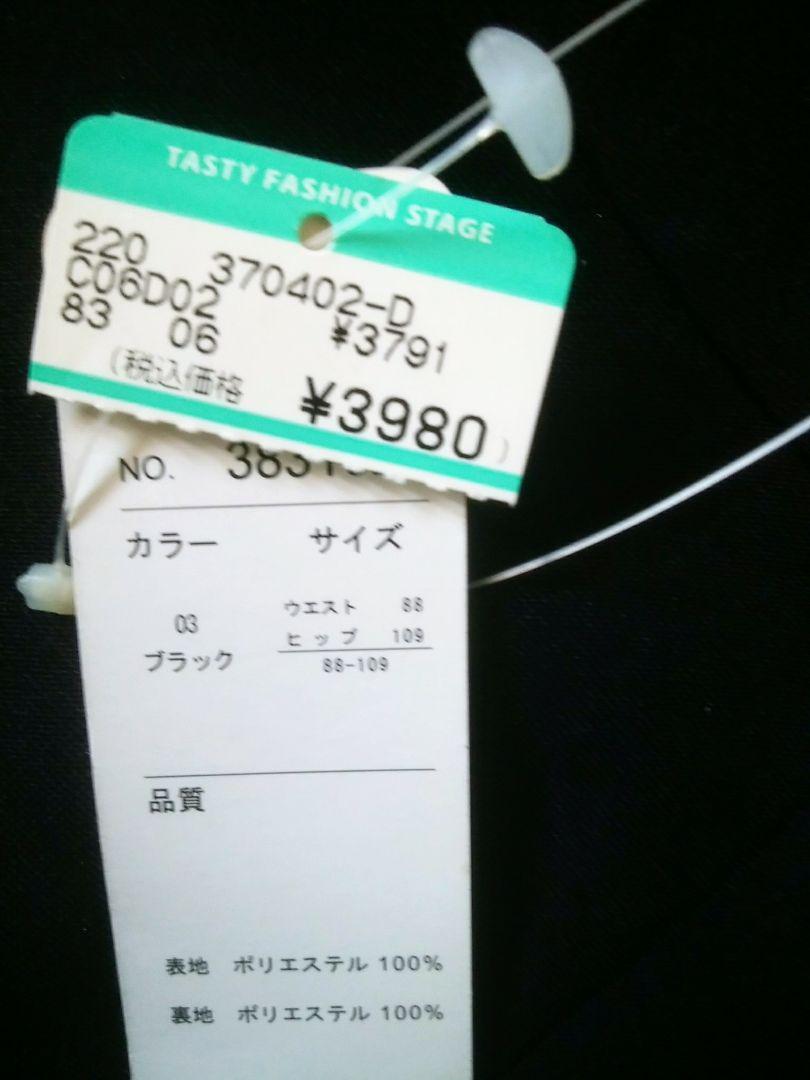 TASTY FASHION STAGE
220 370402-D
C06D02
83 06 ¥3791
(税込価格 ¥3980)
NO.
カラー サイズ
03
ブラック
ウエスト 88
ヒップ 109
88-109
品質
表地 ポリエステル 100%
裏地 ポリエステル 100%